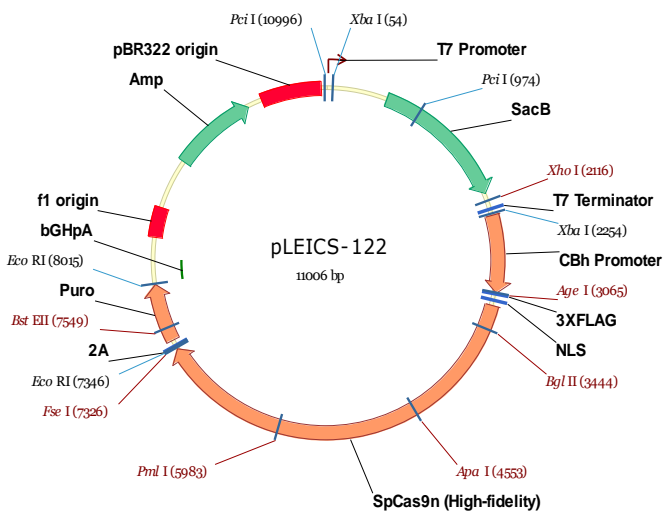 Pci I (10996)
Xba I (54)
pBR322 origin
T7 Promoter
Amp
Pci I (974)
SacB
Xho I (2116)
f1 origin
T7 Terminator
bGHpA
Xba I (2254)
pLEICS-122
Eco RI (8015)
CBh Promoter
11006 bp
Puro
Age I (3065)
3XFLAG
Bst EII (7549)
2A
NLS
Eco RI (7346)
Bgl II (3444)
Fse I (7326)
Pml I (5983)
Apa I (4553)
SpCas9n (High-fidelity)